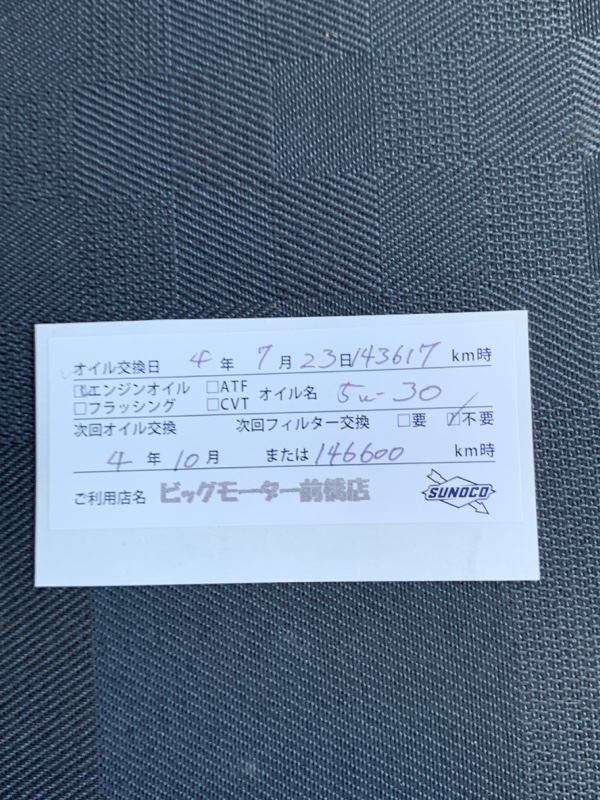 オイル交換日 4年 7月 23日 143617 km時
☑エンジンオイル □ATF オイル名 5w-30
□フラッシング □CVT
次回オイル交換 次回フィルター交換 □要 ☑不要
4年 10月 または 146600 km時
ご利用店名 ビッグモーター前橋店 SUNOCO